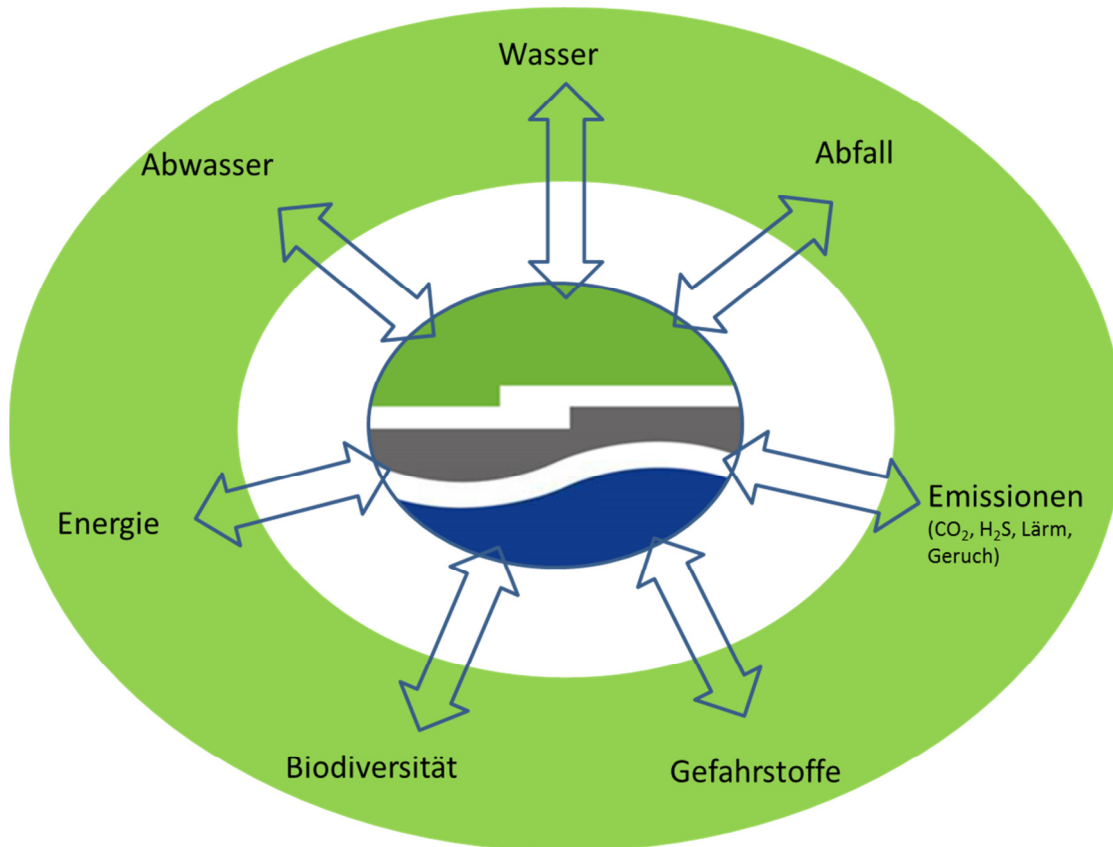 Wasser
Abwasser
Abfall
Energie
Emissionen
(CO₂, H₂S, Lärm,
Geruch)
Biodiversität
Gefahrstoffe